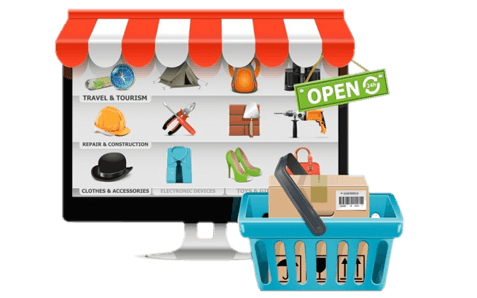 TRAVEL & TOURISM
OPEN
24h
REPAIR & CONSTRUCTION
CLOTHES & ACCESSORIES
ELECTRONIC DEVICES